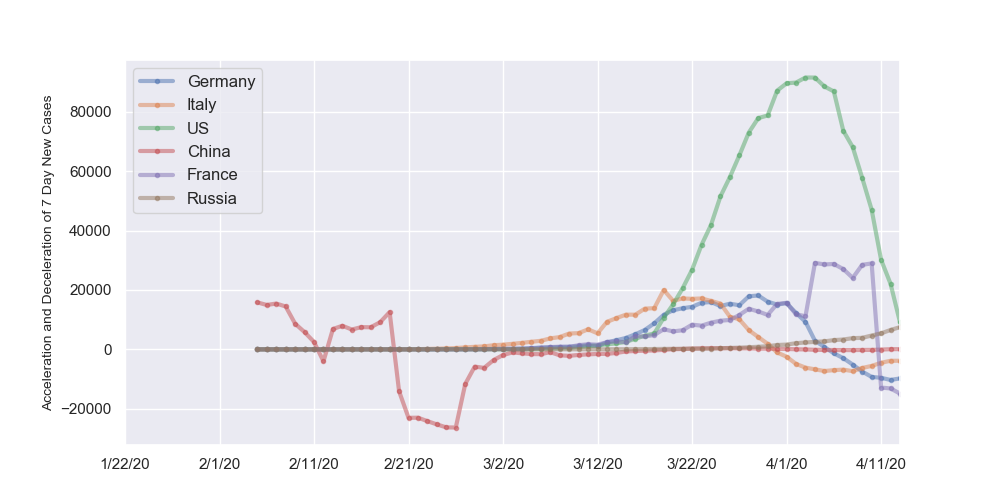 Acceleration and Deceleration of 7 Day New Cases
80000
60000
40000
20000
0
−20000
Germany
Italy
US
China
France
Russia
1/22/20 2/1/20 2/11/20 2/21/20 3/2/20 3/12/20 3/22/20 4/1/20 4/11/20